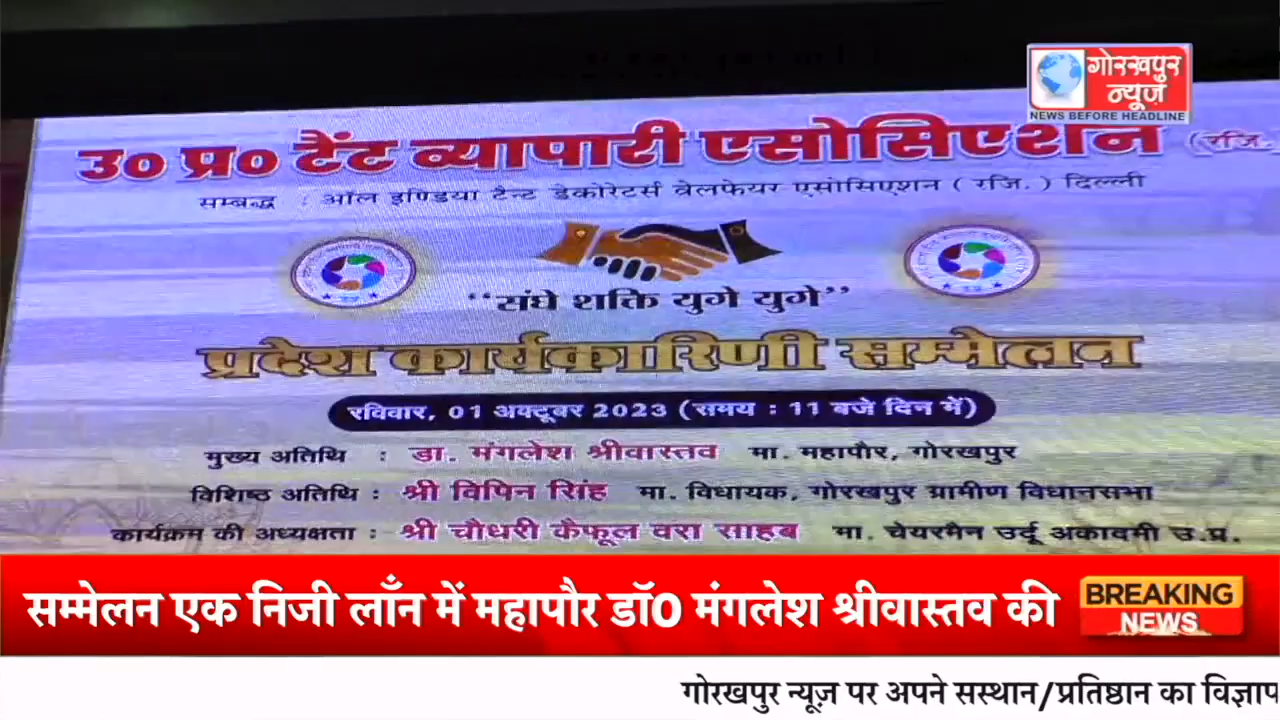 गोरखपुर
न्यूज़
NEWS BEFORE HEADLINE
उ० प्र० टैंट व्यापारी एसोसिएशन (रजि.
सम्बद्ध : ऑल इण्डिया टैन्ट डेकोरेटर्स वेलफेयर एसोसिएशन ( रजि. ) दिल्ली
“संघे शक्ति युगे युगे”
प्रदेश कार्यकारिणी सम्मेलन
रविवार, 01 अक्टूबर 2023 (समय : 11 बजे दिन में)
मुख्य अतिथि : डा. मंगलेश श्रीवास्तव मा. महापौर, गोरखपुर
विशिष्ठ अतिथि : श्री विपिन सिंह मा. विधायक, गोरखपुर ग्रामीण विधानसभा
कार्यक्रम की अध्यक्षता : श्री चौधरी कैफूल वरा साहब मा. चेयरमैन उर्दू अकादमी उ.प्र.
सम्मेलन एक निजी लॉन में महापौर डॉ0 मंगलेश श्रीवास्तव की
BREAKING
NEWS
गोरखपुर न्यूज़ पर अपने सस्थान/प्रतिष्ठान का विज्ञाप